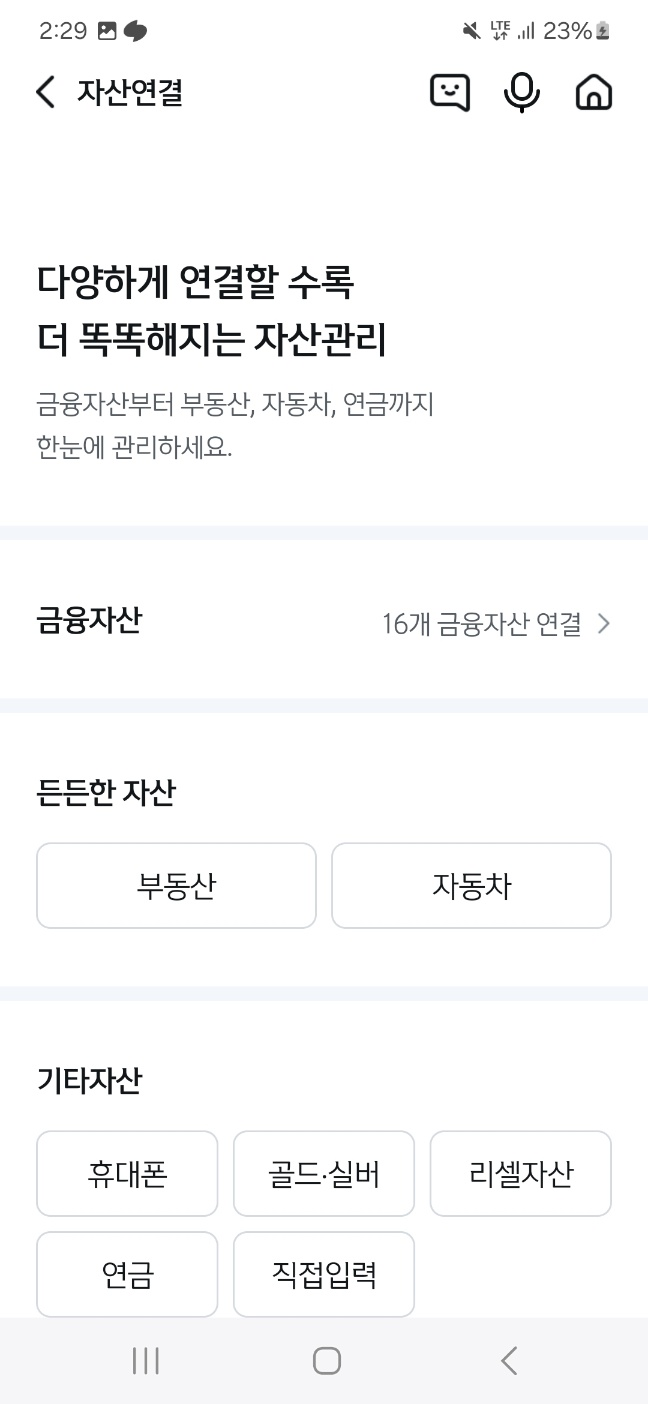 2:29
LTE
23%
자산연결
다양하게 연결할 수록
더 똑똑해지는 자산관리
금융자산부터 부동산, 자동차, 연금까지
한눈에 관리하세요.
금융자산
16개 금융자산 연결
든든한 자산
부동산
자동차
기타자산
휴대폰
골드·실버
리셀자산
연금
직접입력